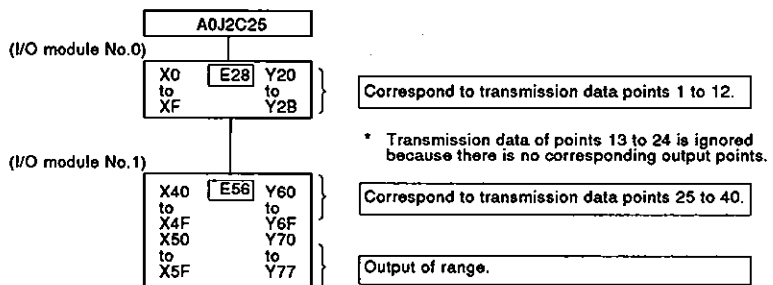 A0J2C25
(I/O module No.0)
X0 E28 Y20
to to
XF Y2B
Correspond to transmission data points 1 to 12.
* Transmission data of points 13 to 24 is ignored
because there is no corresponding output points.
(I/O module No.1)
X40 E56 Y60
to to
X4F Y6F
Correspond to transmission data points 25 to 40.
X50 Y70
to to
X5F Y77
Output of range.